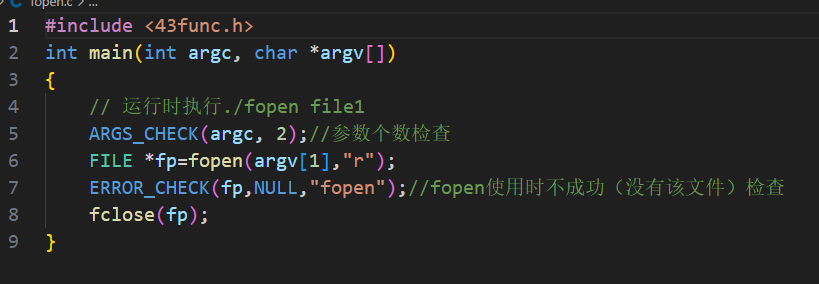 fopen.c > ...
1 #include <43func.h>
2 int main(int argc, char *argv[])
3 {
4 // 运行时执行./fopen file1
5 ARGS_CHECK(argc, 2);//参数个数检查
6 FILE *fp=fopen(argv[1],"r");
7 ERROR_CHECK(fp,NULL,"fopen");//fopen使用时不成功（没有该文件）检查
8 fclose(fp);
9 }